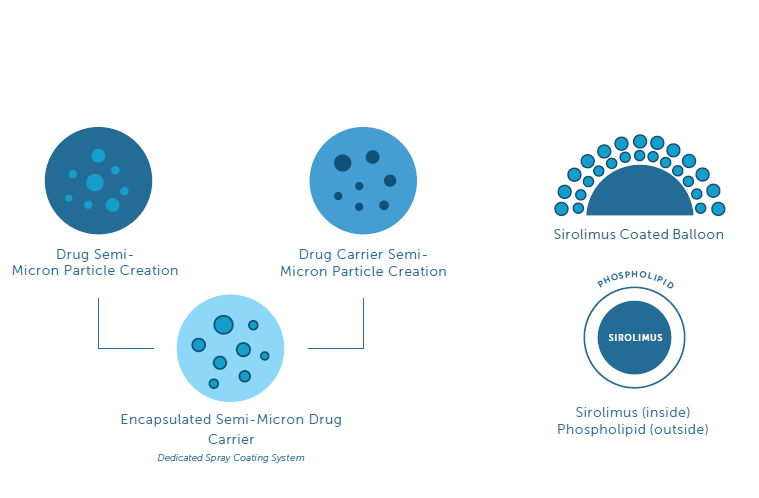 Drug Semi-
Micron Particle Creation
Drug Carrier Semi-
Micron Particle Creation
Encapsulated Semi-Micron Drug
Carrier
Dedicated Spray Coating System
Sirolimus Coated Balloon
PHOSPHOLIPID
SIROLIMUS
Sirolimus (inside)
Phospholipid (outside)